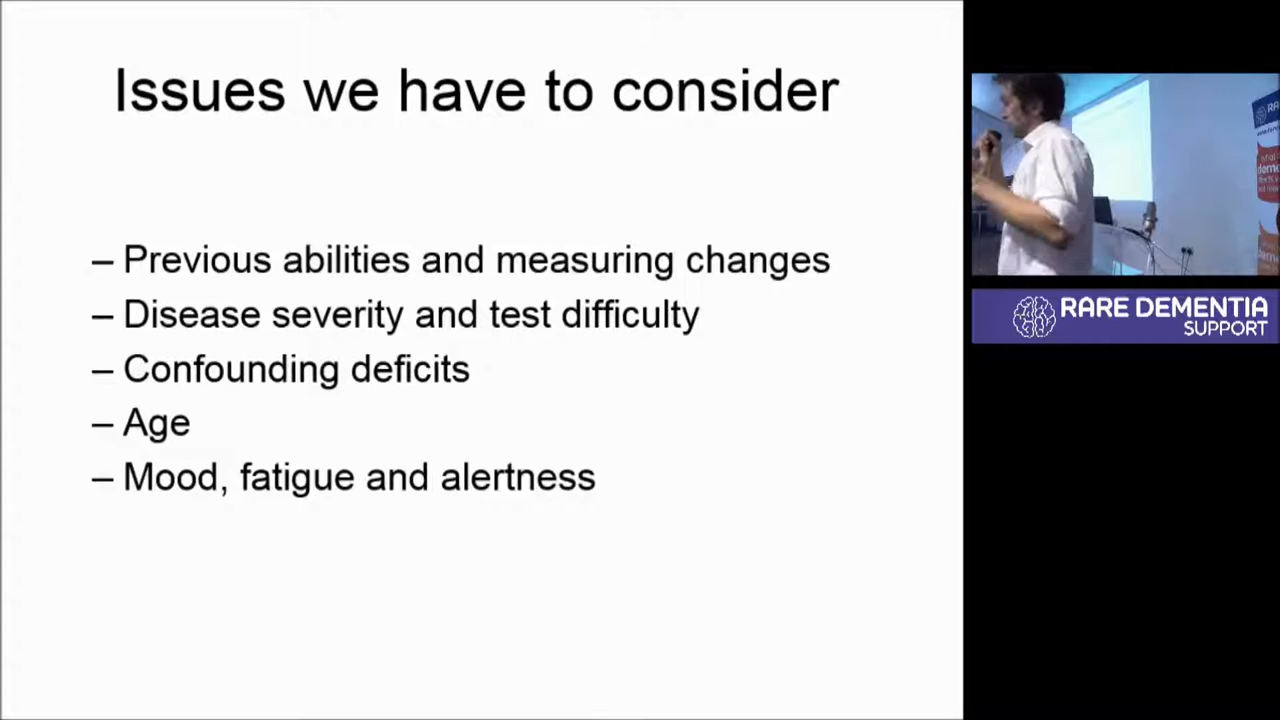 Issues we have to consider
– Previous abilities and measuring changes
– Disease severity and test difficulty
– Confounding deficits
– Age
– Mood, fatigue and alertness
RARE DEMENTIA
SUPPORT